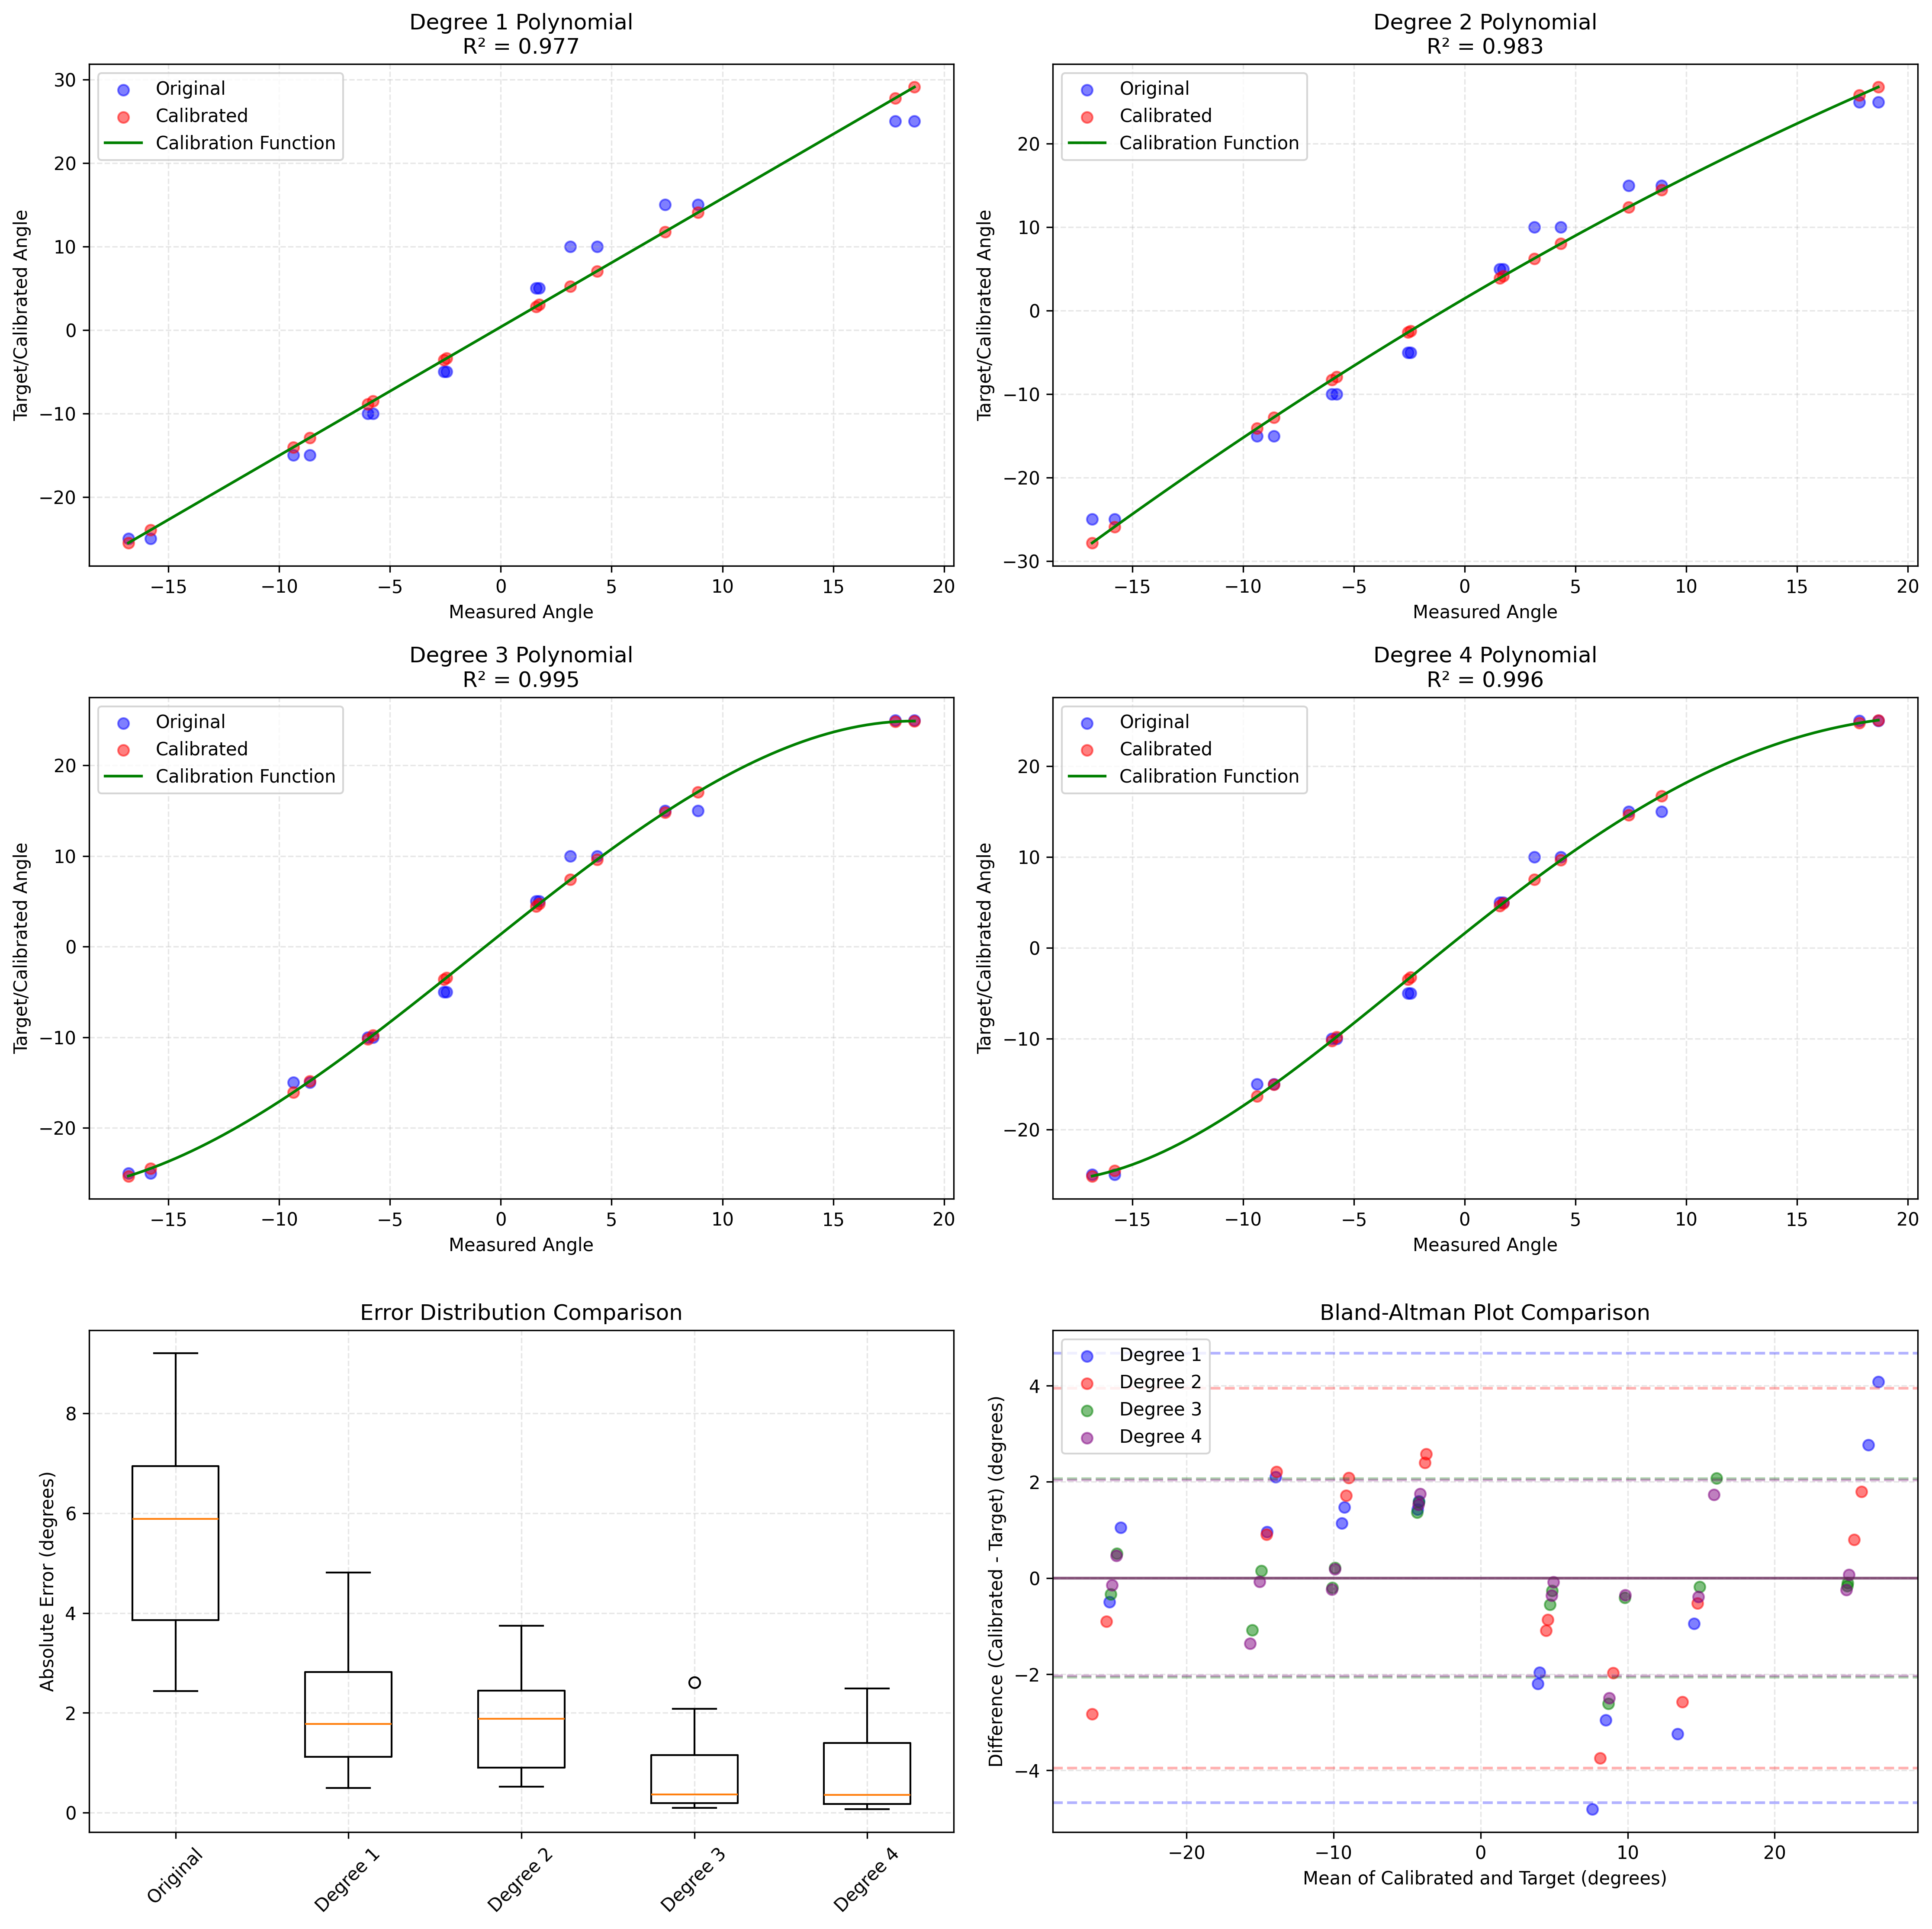 Degree 1 Polynomial
R² = 0.977
Original
Calibrated
Calibration Function
Target/Calibrated Angle
30
20
10
0
−10
−20
−15
−10
−5
0
5
10
15
20
Measured Angle
Degree 2 Polynomial
R² = 0.983
Original
Calibrated
Calibration Function
Target/Calibrated Angle
20
10
0
−10
−20
−30
−15
−10
−5
0
5
10
15
20
Measured Angle
Degree 3 Polynomial
R² = 0.995
Original
Calibrated
Calibration Function
Target/Calibrated Angle
20
10
0
−10
−20
−15
−10
−5
0
5
10
15
20
Measured Angle
Degree 4 Polynomial
R² = 0.996
Original
Calibrated
Calibration Function
Target/Calibrated Angle
20
10
0
−10
−20
−15
−10
−5
0
5
10
15
20
Measured Angle
Error Distribution Comparison
Absolute Error (degrees)
8
6
4
2
0
Original
Degree 1
Degree 2
Degree 3
Degree 4
Bland-Altman Plot Comparison
Degree 1
Degree 2
Degree 3
Degree 4
Difference (Calibrated - Target) (degrees)
4
2
0
−2
−4
−20
−10
0
10
20
Mean of Calibrated and Target (degrees)